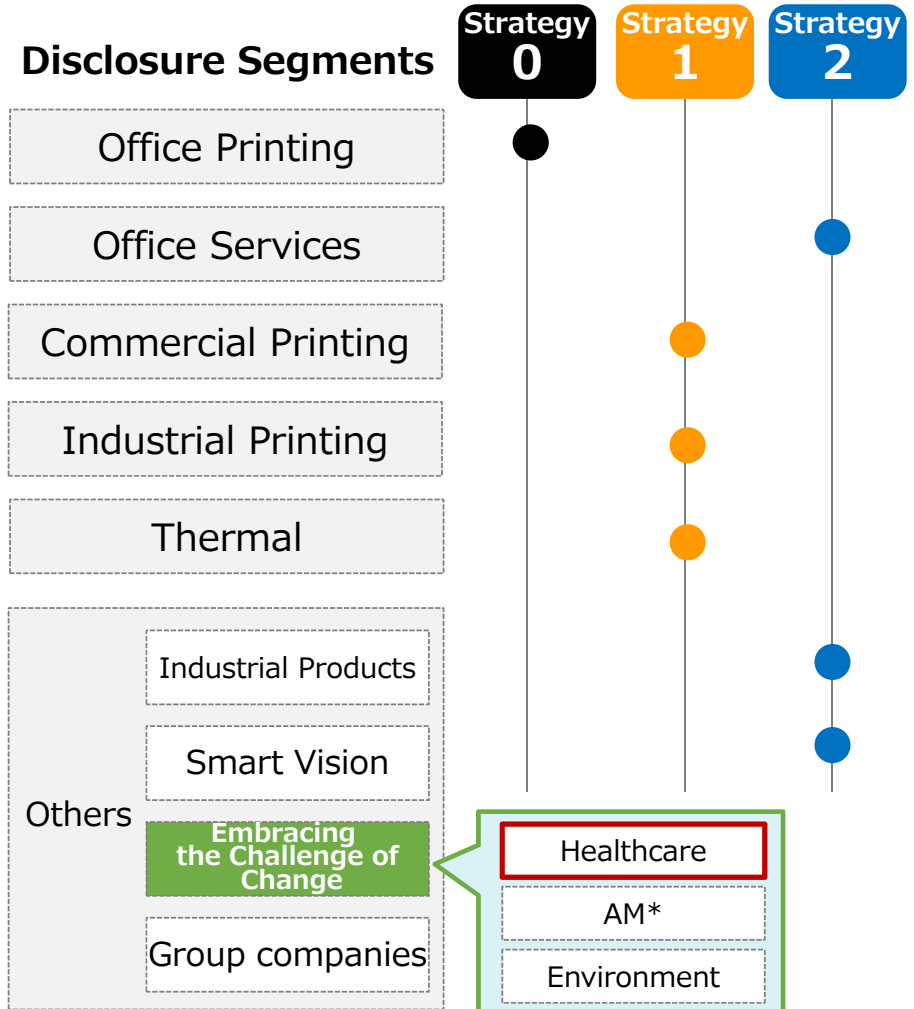 Disclosure Segments
Strategy
0
Strategy
1
Strategy
2
Office Printing
Office Services
Commercial Printing
Industrial Printing
Thermal
Others
Industrial Products
Smart Vision
Embracing
the Challenge of
Change
Group companies
Healthcare
AM*
Environment